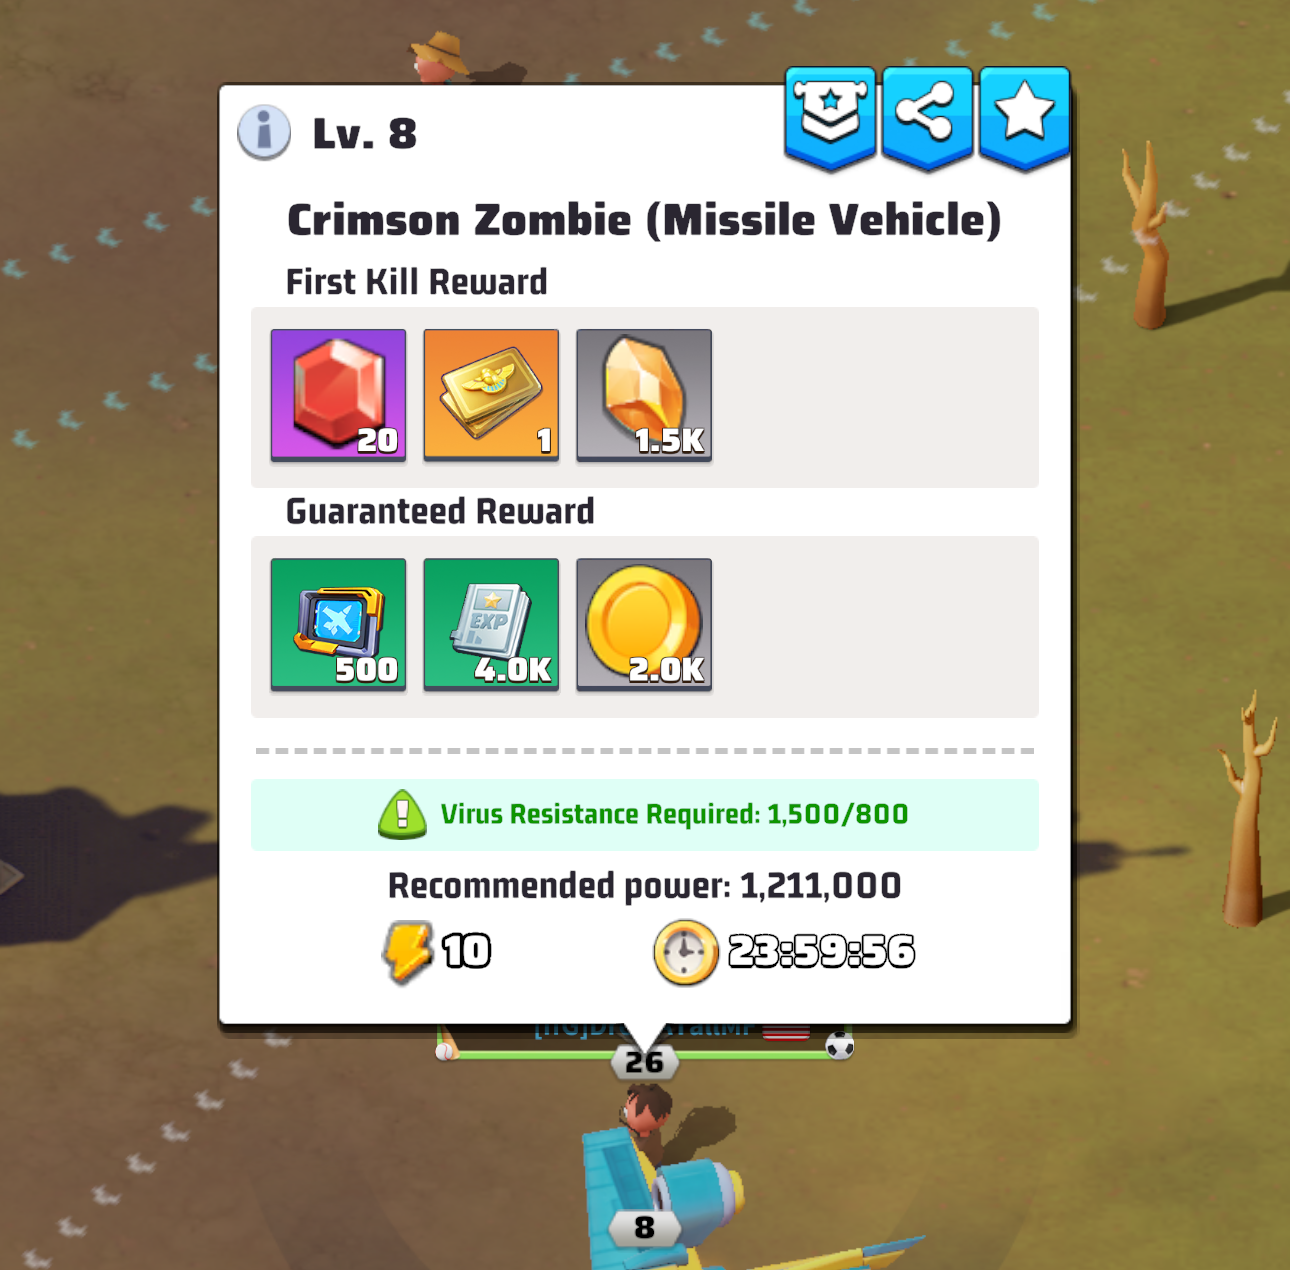 Lv. 8
Crimson Zombie (Missile Vehicle)
First Kill Reward
20
1
1.5K
Guaranteed Reward
500
EXP
4.0K
2.0K
Virus Resistance Required: 1,500/800
Recommended power: 1,211,000
10
23:59:56
26
8